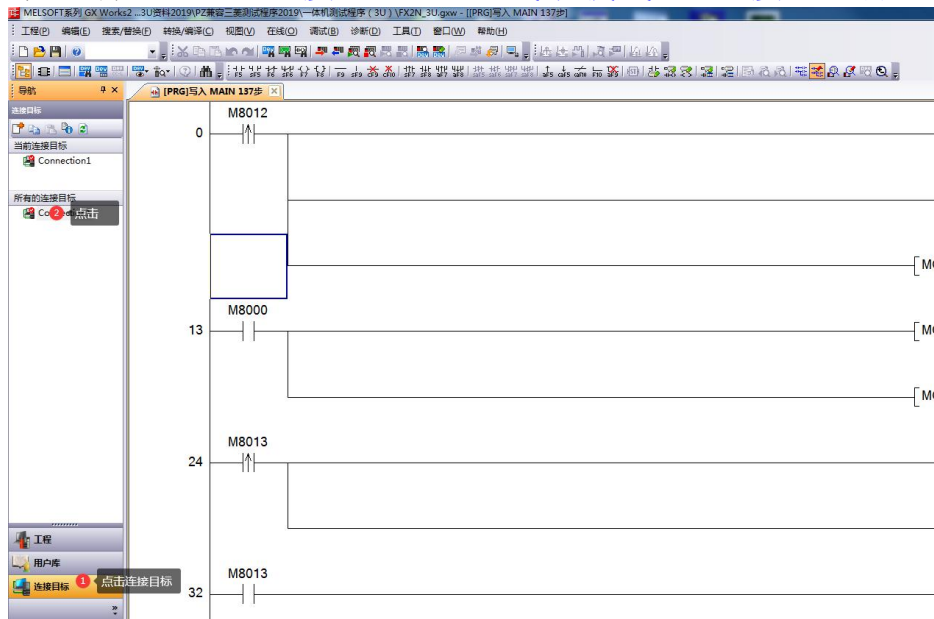 MELSOFT系列 GX Works2 ...3U资料2019\PZ兼容三菱测试程序2019\一体机测试程序（3U）\FX2N_3U.gxw - [[PRG]写入 MAIN 137步]
工程(P) 编辑(E) 搜索/替换(F) 转换/编译(C) 视图(V) 在线(O) 调试(B) 诊断(D) 工具(T) 窗口(W) 帮助(H)
导航
[PRG]写入 MAIN 137步
连接目标
当前连接目标
Connection1
所有的连接目标
2 点击
M8012
0
M8000
13
M8013
24
M8013
32
工程
用户库
连接目标
1 点击连接目标